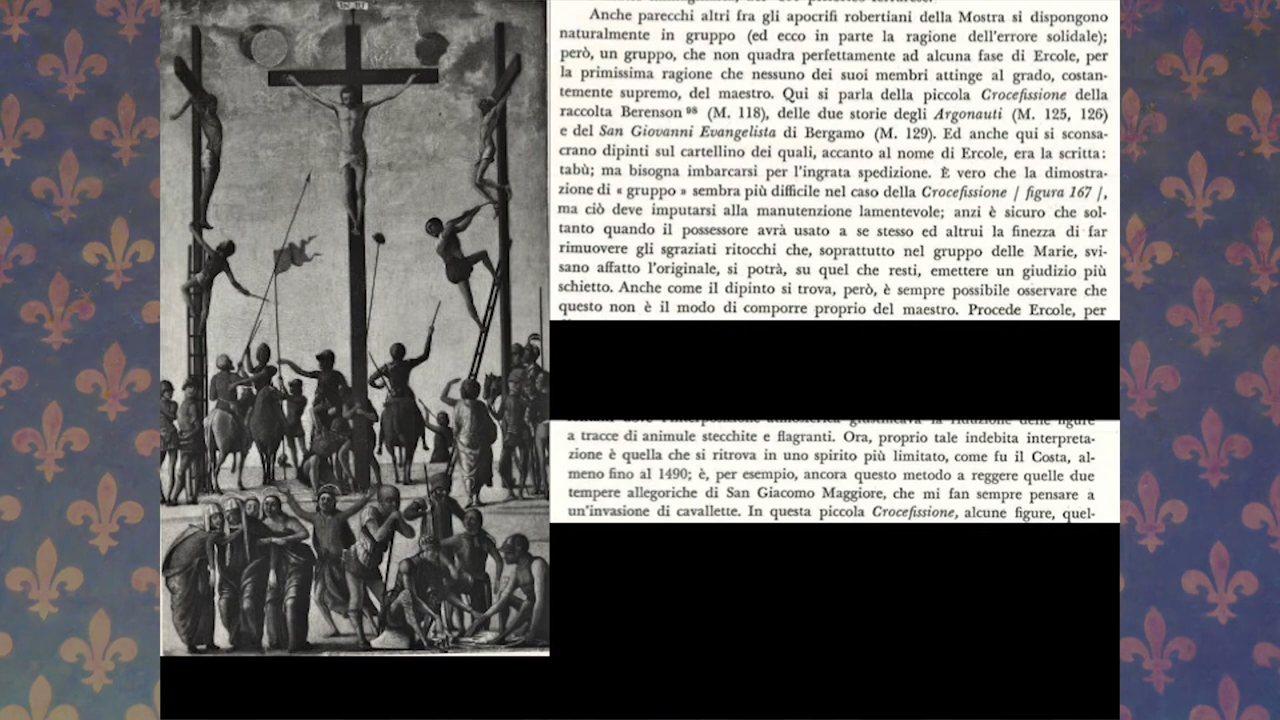 Anche parecchi altri fra gli apocrifi robertiani della Mostra si dispongono
naturalmente in gruppo (ed ecco in parte la ragione dell'errore solidale);
però, un gruppo, che non quadra perfettamente ad alcuna fase di Ercole, per
la primissima ragione che nessuno dei suoi membri attinge al grado, costan-
temente supremo, del maestro. Qui si parla della piccola Crocefissione della
raccolta Berenson⁹⁸ (M. 118), delle due storie degli Argonauti (M. 125, 126)
e del San Giovanni Evangelista di Bergamo (M. 129). Ed anche qui si sconsa-
crano dipinti sul cartellino dei quali, accanto al nome di Ercole, era la scritta:
tabù; ma bisogna imbarcarsi per l'ingrata spedizione. È vero che la dimostra-
zione di « gruppo » sembra più difficile nel caso della Crocefissione / figura 167 /,
ma ciò deve imputarsi alla manutenzione lamentevole; anzi è sicuro che sol-
tanto quando il possessore avrà usato a se stesso ed altrui la finezza di far
rimuovere gli sgraziati ritocchi che, soprattutto nel gruppo delle Marie, svi-
sano affatto l'originale, si potrà, su quel che resti, emettere un giudizio più
schietto. Anche come il dipinto si trova, però, è sempre possibile osservare che
questo non è il modo di comporre proprio del maestro. Procede Ercole, per
a tracce di animule stecchite e flagranti. Ora, proprio tale indebita interpreta-
zione è quella che si ritrova in uno spirito più limitato, come fu il Costa, al-
meno fino al 1490; è, per esempio, ancora questo metodo a reggere quelle due
tempere allegoriche di San Giacomo Maggiore, che mi fan sempre pensare a
un'invasione di cavallette. In questa piccola Crocefissione, alcune figure, quel-